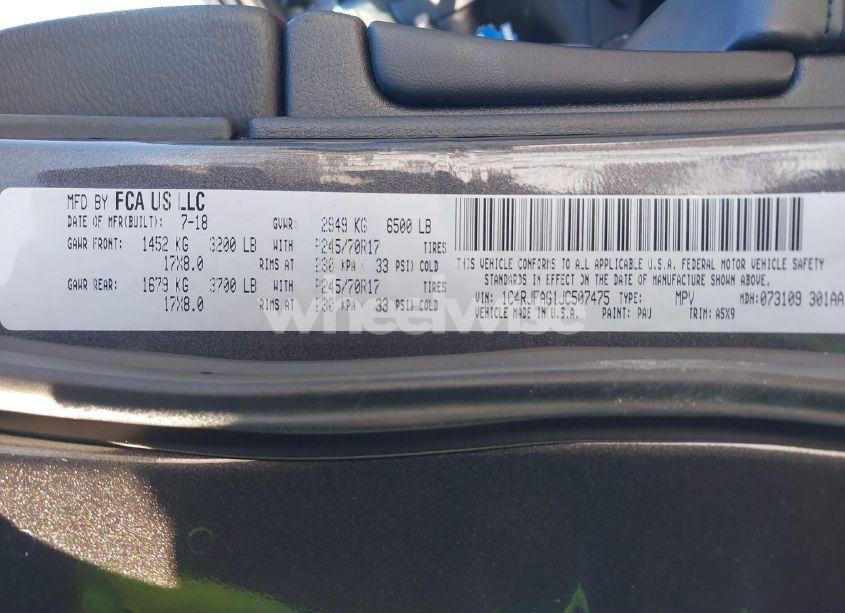 MFD BY FCA US LLC
DATE OF MFR(BUILT): 7-18 GVWR: 2949 KG 6500 LB
GAWR FRONT: 1452 KG 3200 LB WITH P245/70R17 TIRES
17X8.0 RIMS AT 230 KPA ( 33 PSI) COLD
GAWR REAR: 1679 KG 3700 LB WITH P245/70R17 TIRES
17X8.0 RIMS AT 230 KPA ( 33 PSI) COLD
THIS VEHICLE CONFORMS TO ALL APPLICABLE U.S.A. FEDERAL MOTOR VEHICLE SAFETY
STANDARDS IN EFFECT ON THE DATE OF MANUFACTURE SHOWN ABOVE.
VIN: 1C4RJFAG1JC507475 TYPE: MPV MDH:073109 301AA
VEHICLE MADE IN U.S.A. PAINT: PAU TRIM: A5X9
wheelwise